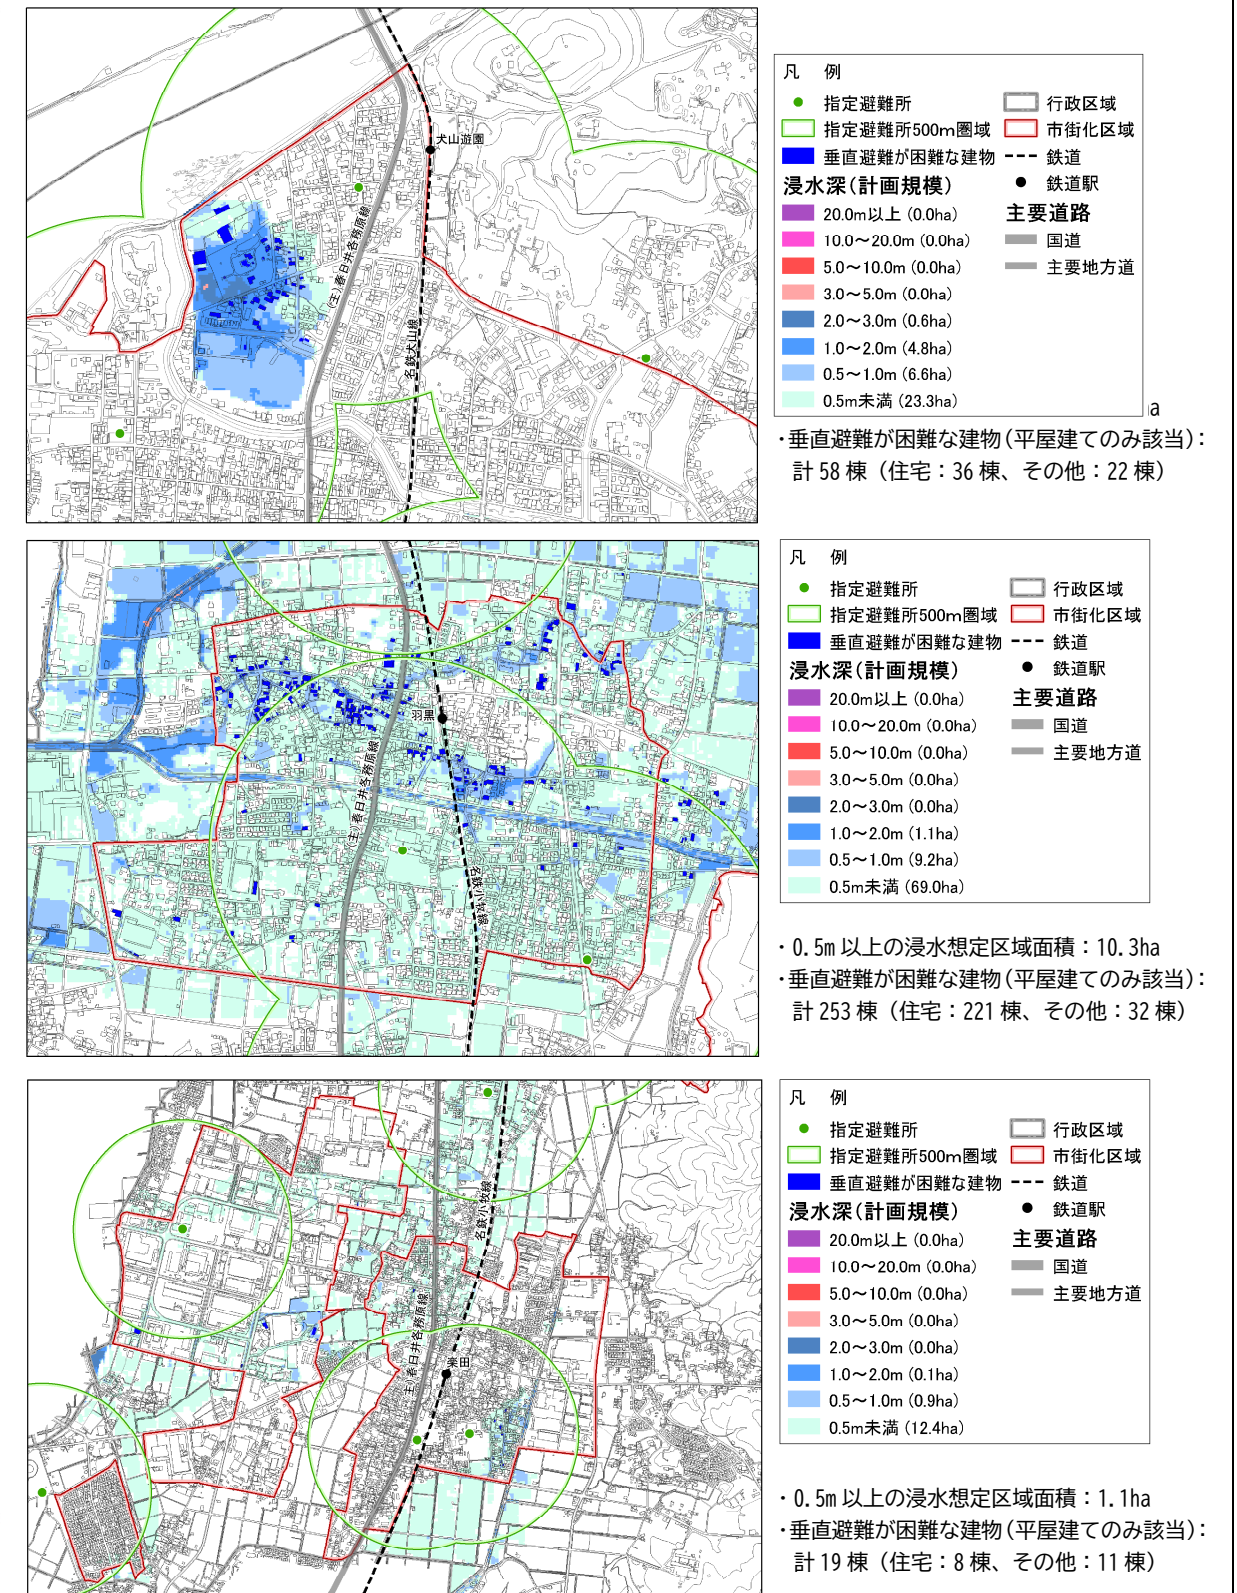 犬山遊園
(主)春日井各務原線
名鉄犬山線
凡 例
指定避難所
指定避難所500m圏域
垂直避難が困難な建物
浸水深(計画規模)
20.0m以上 (0.0ha)
10.0～20.0m (0.0ha)
5.0～10.0m (0.0ha)
3.0～5.0m (0.0ha)
2.0～3.0m (0.6ha)
1.0～2.0m (4.8ha)
0.5～1.0m (6.6ha)
0.5m未満 (23.3ha)
行政区域
市街化区域
鉄道
鉄道駅
主要道路
国道
主要地方道
a
・垂直避難が困難な建物(平屋建てのみ該当)：
計 58 棟（住宅：36 棟、その他：22 棟）
羽黒
(主)春日井各務原線
名鉄小牧線
凡 例
指定避難所
指定避難所500m圏域
垂直避難が困難な建物
浸水深(計画規模)
20.0m以上 (0.0ha)
10.0～20.0m (0.0ha)
5.0～10.0m (0.0ha)
3.0～5.0m (0.0ha)
2.0～3.0m (0.0ha)
1.0～2.0m (1.1ha)
0.5～1.0m (9.2ha)
0.5m未満 (69.0ha)
行政区域
市街化区域
鉄道
鉄道駅
主要道路
国道
主要地方道
・0.5m 以上の浸水想定区域面積：10.3ha
・垂直避難が困難な建物(平屋建てのみ該当)：
計 253 棟（住宅：221 棟、その他：32 棟）
名鉄小牧線
(主)春日井各務原線
楽田
凡 例
指定避難所
指定避難所500m圏域
垂直避難が困難な建物
浸水深(計画規模)
20.0m以上 (0.0ha)
10.0～20.0m (0.0ha)
5.0～10.0m (0.0ha)
3.0～5.0m (0.0ha)
2.0～3.0m (0.0ha)
1.0～2.0m (0.1ha)
0.5～1.0m (0.9ha)
0.5m未満 (12.4ha)
行政区域
市街化区域
鉄道
鉄道駅
主要道路
国道
主要地方道
・0.5m 以上の浸水想定区域面積：1.1ha
・垂直避難が困難な建物(平屋建てのみ該当)：
計 19 棟（住宅：8 棟、その他：11 棟）